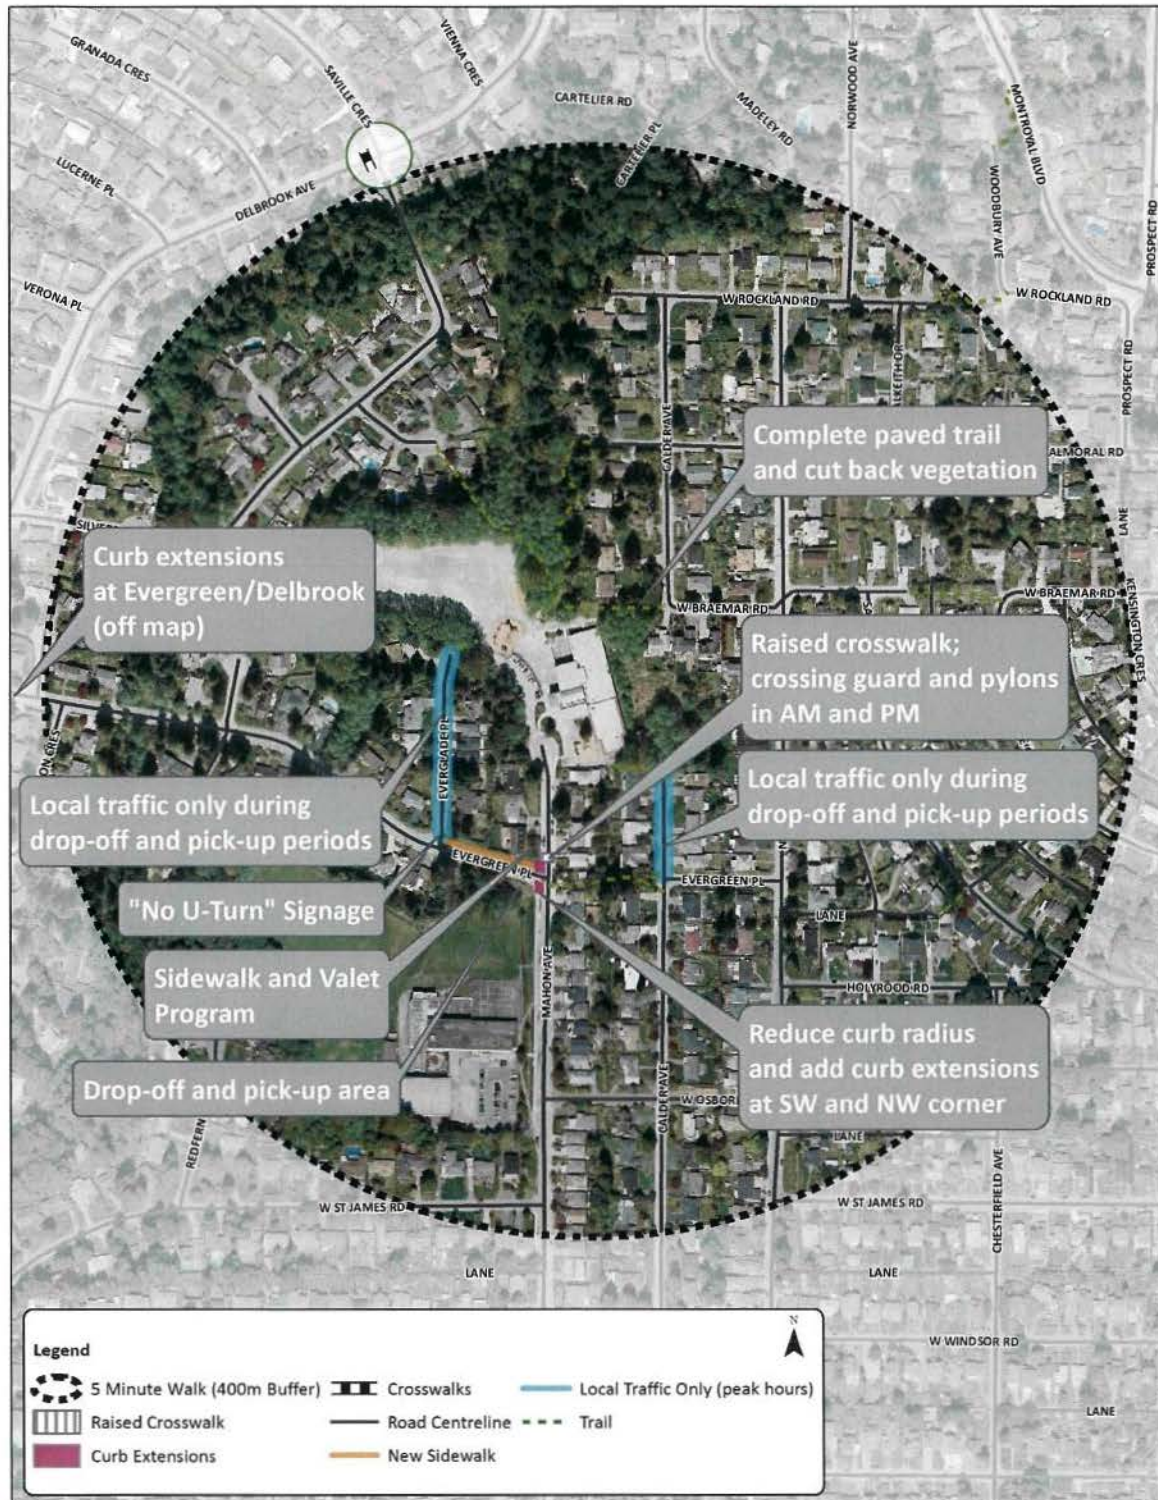 GRANADA CRES
SAVILLE CRES
VIENNA CRES
CARTELIER RD
MADELEY RD
NORWOOD AVE
MONTROYAL BLVD
LUCERNE PL
CARTELIER PL
DELBROOK AVE
WOODBURY AVE
PROSPECT RD
VERONA PL
W ROCKLAND RD
W ROCKLAND RD
PROSPECT RD
CALDER AVE
Complete paved trail
and cut back vegetation
ALMORAL RD
LANE
Curb extensions
at Evergreen/Delbrook
(off map)
W BRAEMAR RD
W BRAEMAR RD
KENSINGTON CRES
Raised crosswalk;
crossing guard and pylons
in AM and PM
ON CRES
EVERGLADE PL
Local traffic only during
drop-off and pick-up periods
Local traffic only during
drop-off and pick-up periods
EVERGREEN PL
EVERGREEN PL
"No U-Turn" Signage
LANE
Sidewalk and Valet
Program
MAHON AVE
HOLYROOD RD
Reduce curb radius
and add curb extensions
at SW and NW corner
Drop-off and pick-up area
W OSBOR
CALDER AVE
LANE
REDFERN
W ST JAMES RD
W ST JAMES RD
CHESTERFIELD AVE
LANE
LANE
W WINDSOR RD
LANE
N
Legend
5 Minute Walk (400m Buffer)
Crosswalks
Local Traffic Only (peak hours)
Raised Crosswalk
Road Centreline
Trail
Curb Extensions
New Sidewalk